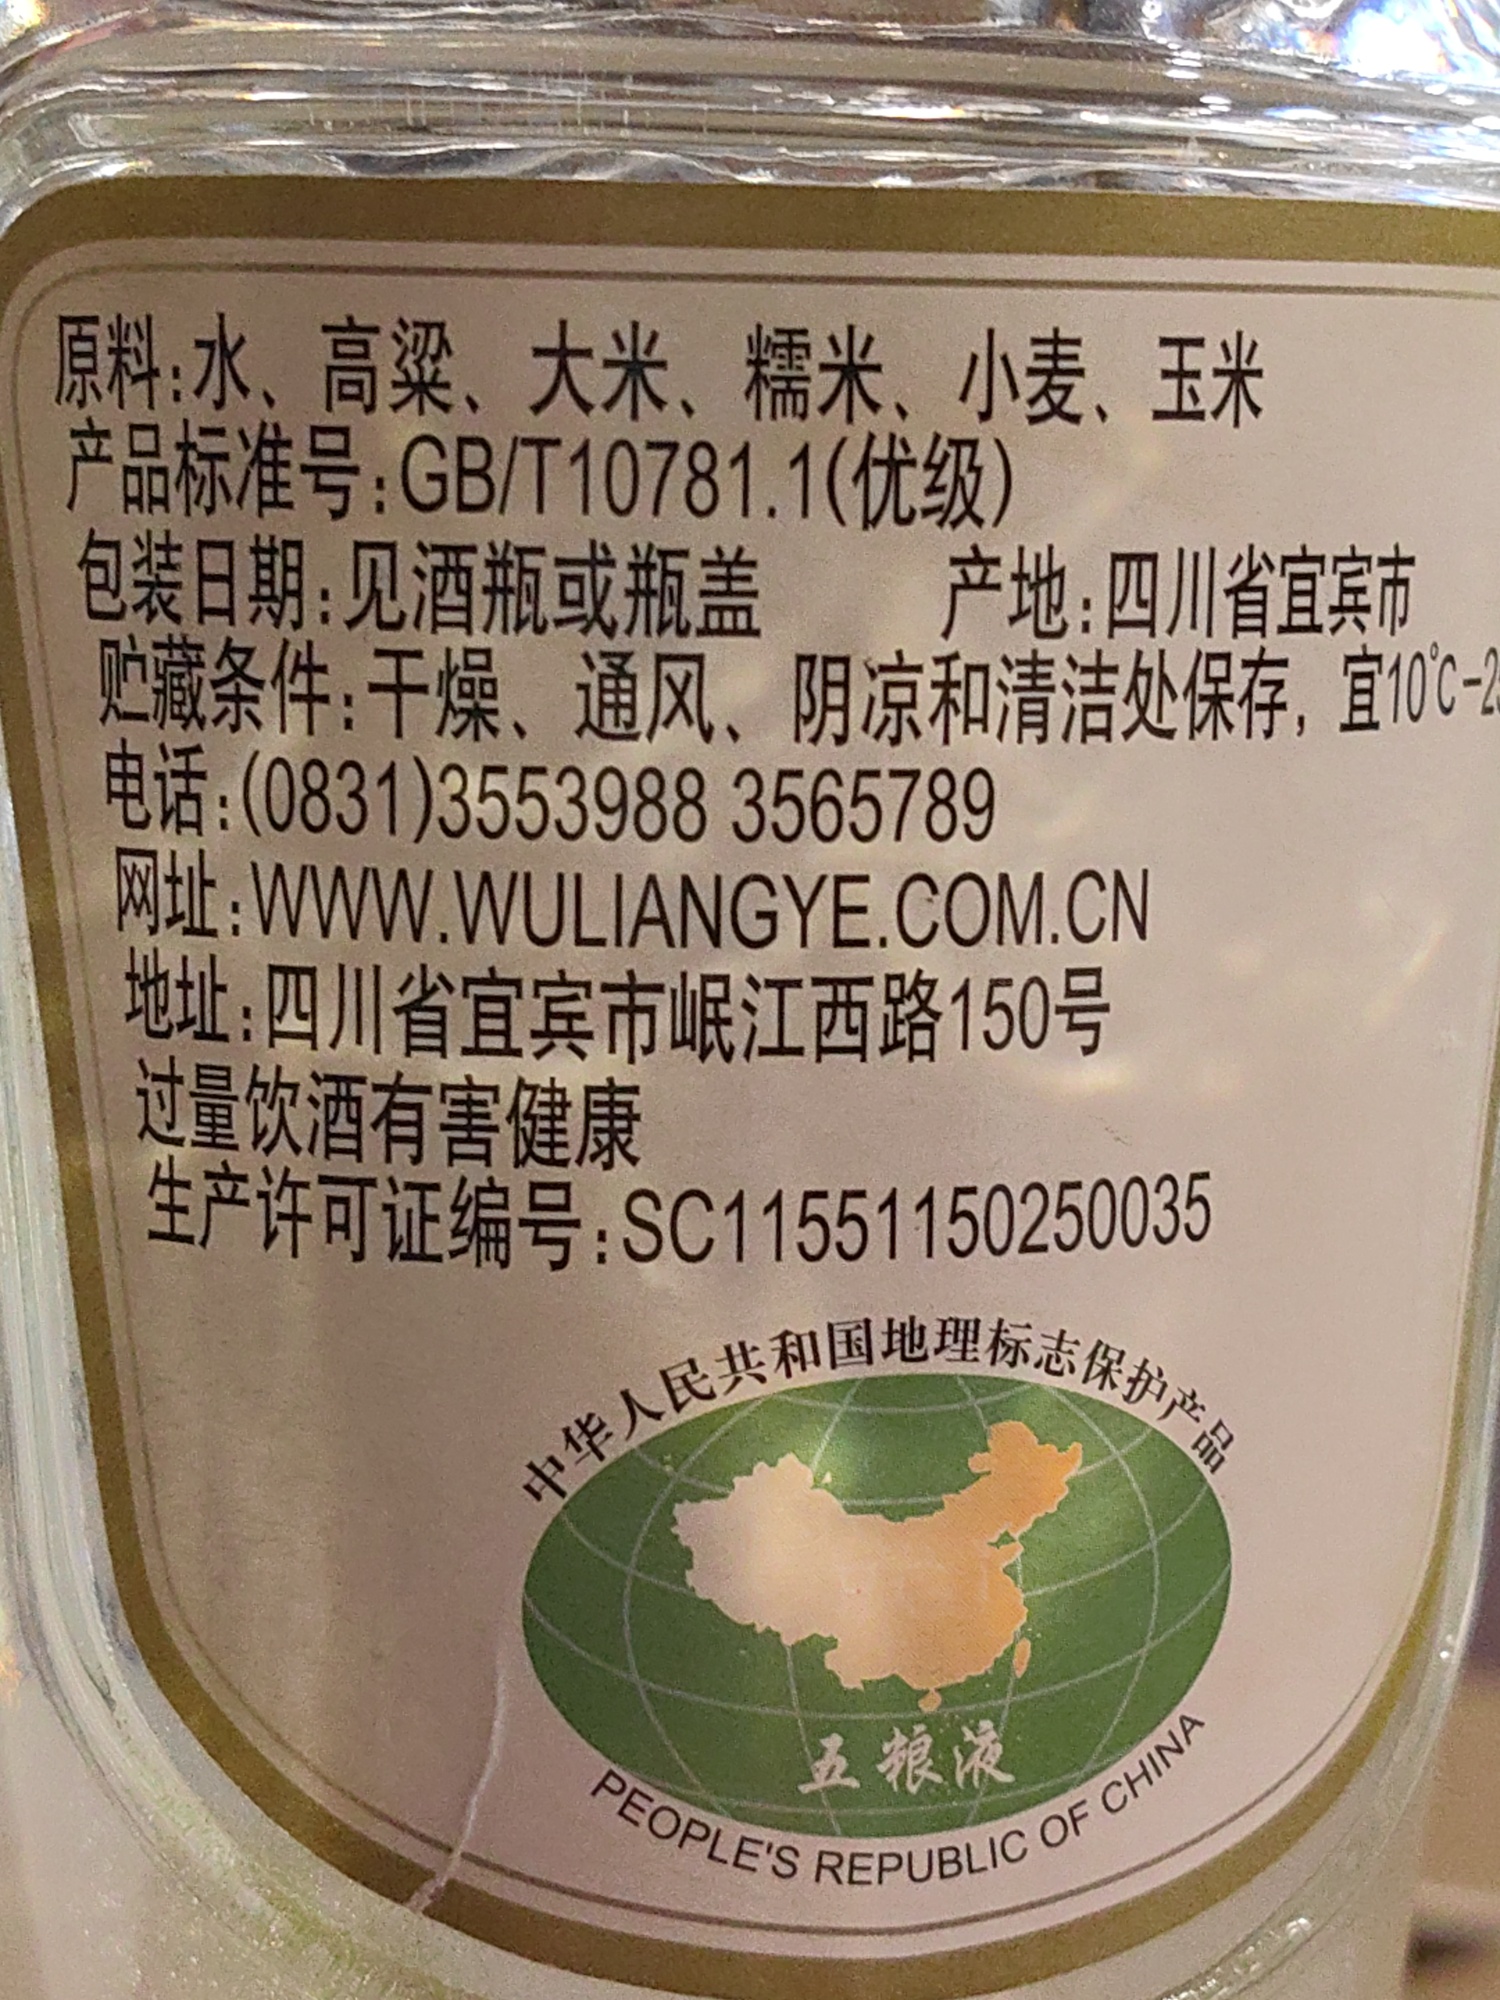 原料:水、高粱、大米、糯米、小麦、玉米
产品标准号:GB/T10781.1(优级)
包装日期:见酒瓶或瓶盖 产地:四川省宜宾市
贮藏条件:干燥、通风、阴凉和清洁处保存, 宜10℃-2
电话:(0831)3553988 3565789
网址:WWW.WULIANGYE.COM.CN
地址:四川省宜宾市岷江西路150号
过量饮酒有害健康
生产许可证编号:SC11551150250035
中华人民共和国地理标志保护产品
五粮液
PEOPLE'S REPUBLIC OF CHINA